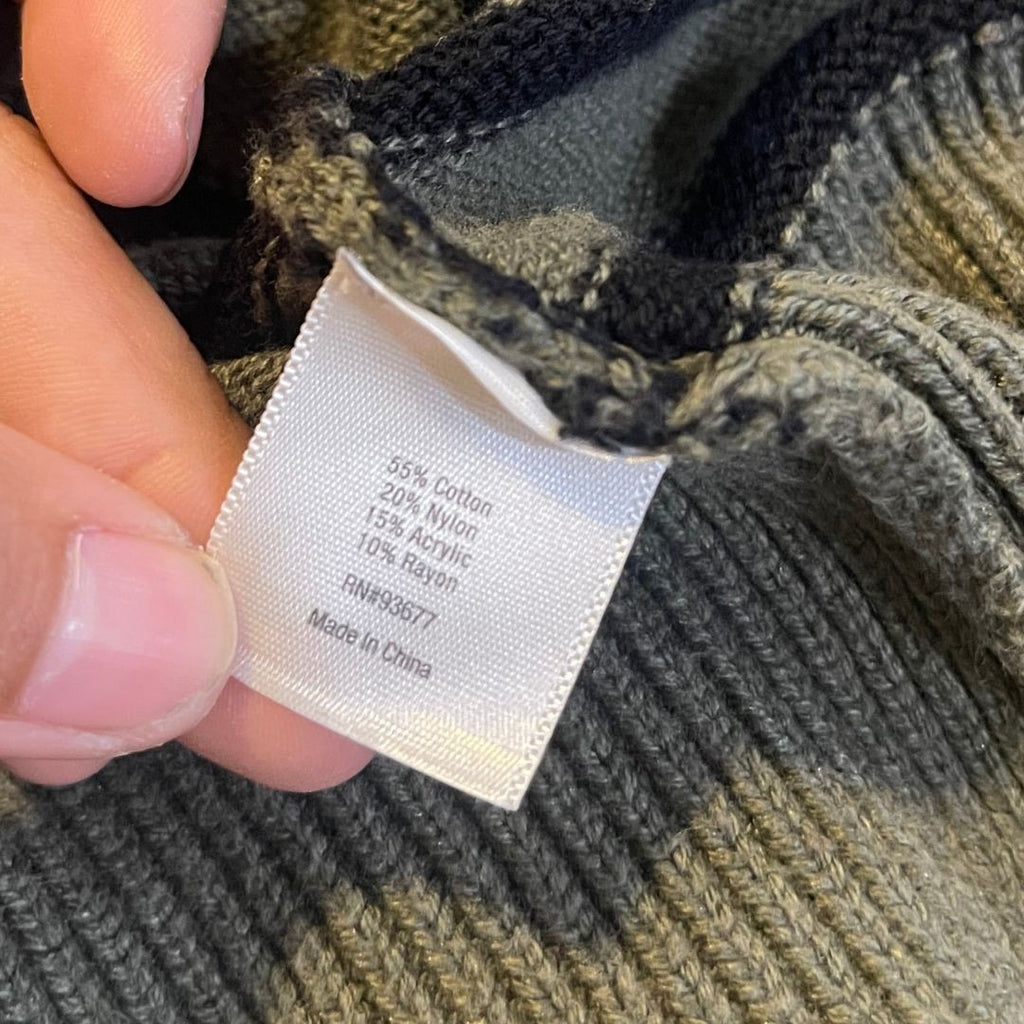 55% Cotton
20% Nylon
15% Acrylic
10% Rayon
RN#93677
Made In China